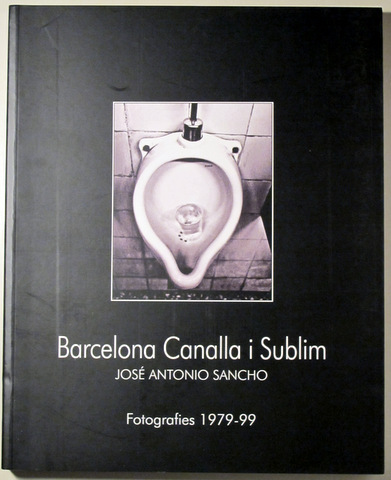 Barcelona Canalla i Sublim
JOSÉ ANTONIO SANCHO
Fotografies 1979-99